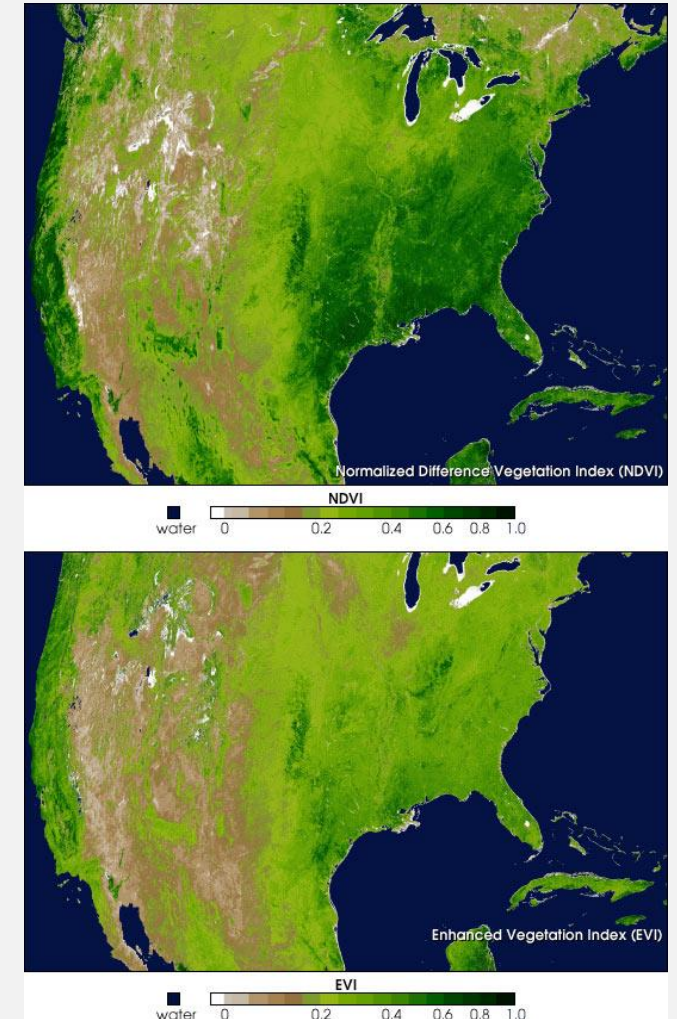 Normalized Difference Vegetation Index (NDVI)
NDVI
water 0 0.2 0.4 0.6 0.8 1.0
Enhanced Vegetation Index (EVI)
EVI
water 0 0.2 0.4 0.6 0.8 1.0